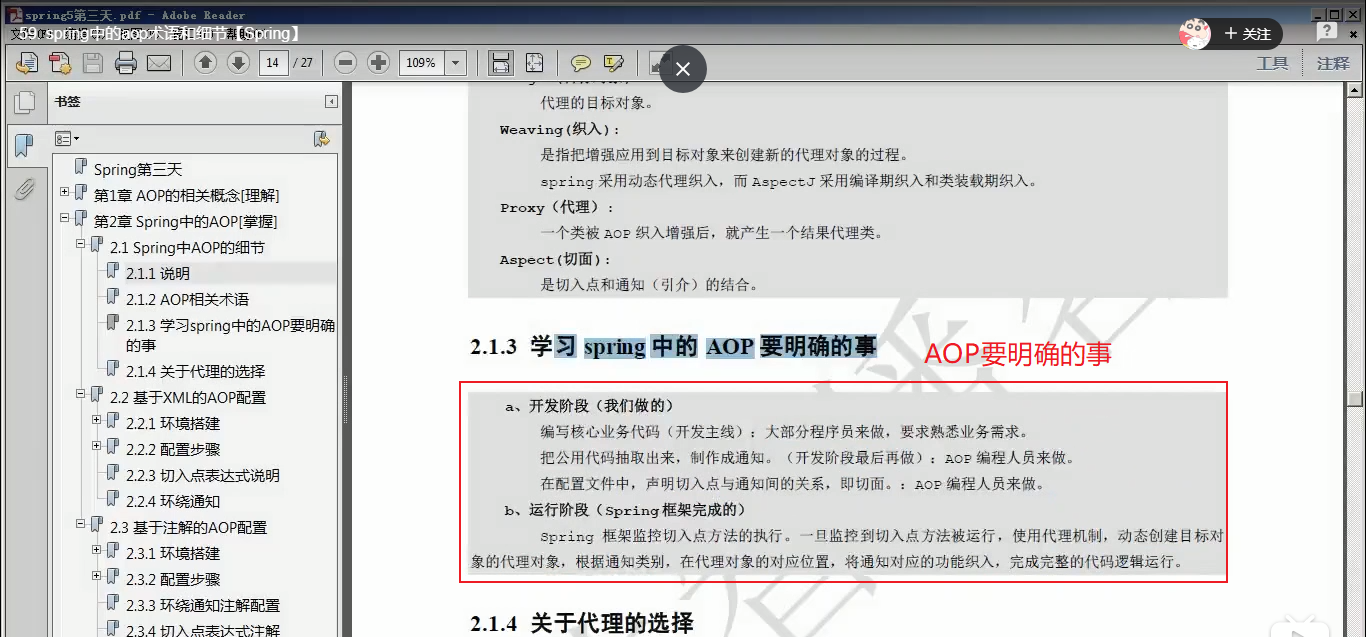 spring5第三天.pdf - Adobe Reader
59. spring中的aop术语和细节【Spring】
+ 关注
14 / 27
109%
工具
注释
书签
Spring第三天
第1章 AOP的相关概念[理解]
第2章 Spring中的AOP[掌握]
2.1 Spring中AOP的细节
2.1.1 说明
2.1.2 AOP相关术语
2.1.3 学习spring中的AOP要明确
的事
2.1.4 关于代理的选择
2.2 基于XML的AOP配置
2.2.1 环境搭建
2.2.2 配置步骤
2.2.3 切入点表达式说明
2.2.4 环绕通知
2.3 基于注解的AOP配置
2.3.1 环境搭建
2.3.2 配置步骤
2.3.3 环绕通知注解配置
2.3.4 切入点表达式注解
代理的目标对象。
Weaving(织入):
是指把增强应用到目标对象来创建新的代理对象的过程。
spring 采用动态代理织入，而 AspectJ 采用编译期织入和类装载期织入。
Proxy（代理）:
一个类被 AOP 织入增强后，就产生一个结果代理类。
Aspect(切面):
是切入点和通知（引介）的结合。
2.1.3 学习 spring 中的 AOP 要明确的事
AOP要明确的事
a、开发阶段（我们做的）
编写核心业务代码（开发主线）：大部分程序员来做，要求熟悉业务需求。
把公用代码抽取出来，制作成通知。（开发阶段最后再做）：AOP 编程人员来做。
在配置文件中，声明切入点与通知间的关系，即切面。：AOP 编程人员来做。
b、运行阶段（Spring 框架完成的）
Spring 框架监控切入点方法的执行。一旦监控到切入点方法被运行，使用代理机制，动态创建目标对
象的代理对象，根据通知类别，在代理对象的对应位置，将通知对应的功能织入，完成完整的代码逻辑运行。
2.1.4 关于代理的选择